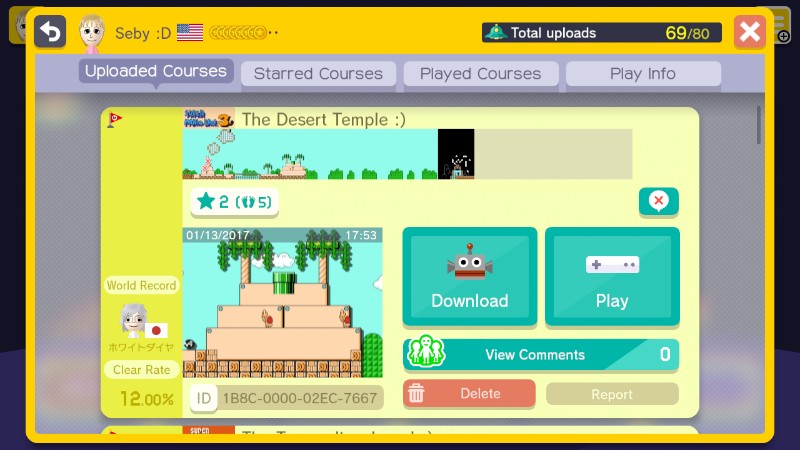 Seby :D
Total uploads 69/80
Uploaded Courses
Starred Courses
Played Courses
Play Info
The Desert Temple :)
2 (5)
01/13/2017 17:53
World Record
ホワイトダイヤ
Clear Rate
12.00%
Download
Play
View Comments 0
ID 1B8C-0000-02EC-7667
Delete
Report